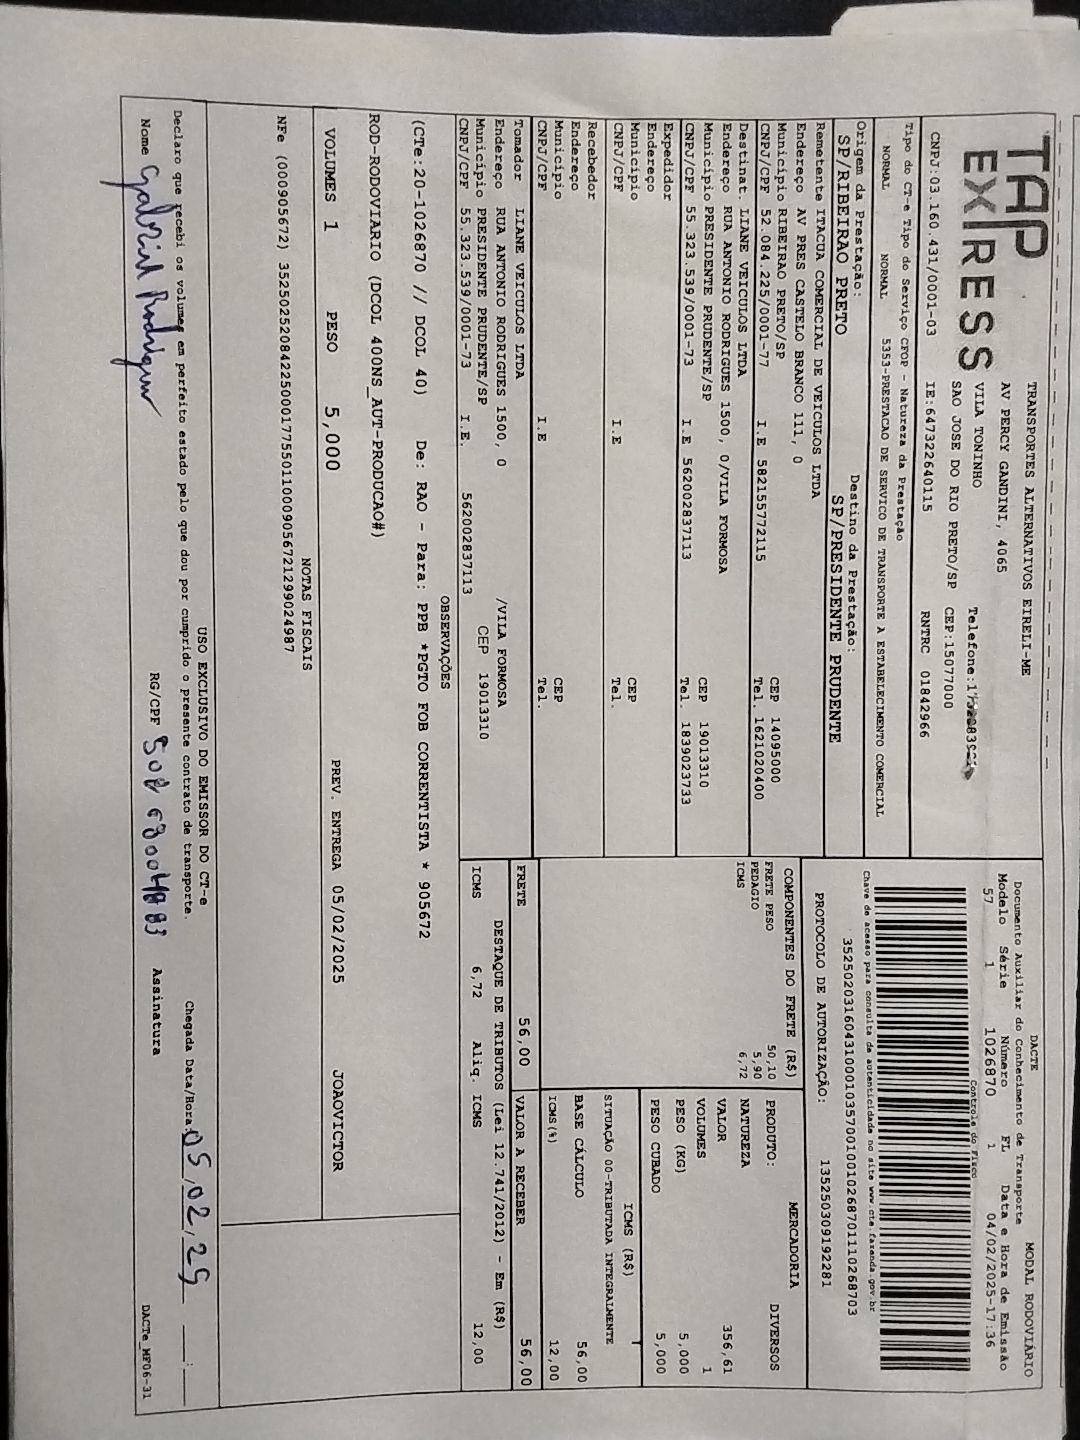 TAP
EXPRESS
TRANSPORTES ALTERNATIVOS EIRELI-ME
AV PERCY GANDINI, 4065
VILA TONINHO
SAO JOSE DO RIO PRETO/SP CEP:15077000
Telefone:
CNPJ:03.160.431/0001-03 IE:647322640115 RNTRC 01842966
Tipo do CT-e Tipo do Serviço CFOP - Natureza da Prestação
NORMAL NORMAL 5353-PRESTACAO DE SERVICO DE TRANSPORTE A ESTABELECIMENTO COMERCIAL
Origem da Prestação: Destino da Prestação:
SP/RIBEIRAO PRETO SP/PRESIDENTE PRUDENTE
Remetente ITACUA COMERCIAL DE VEICULOS LTDA
Endereço AV PRES CASTELO BRANCO 111, 0
Município RIBEIRAO PRETO/SP CEP 14095000
CNPJ/CPF 52.084.225/0001-77 I.E 582155772115 Tel. 1621020400
Destinat. LIANE VEICULOS LTDA
Endereço RUA ANTONIO RODRIGUES 1500, 0/VILA FORMOSA
Município PRESIDENTE PRUDENTE/SP CEP 19013310
CNPJ/CPF 55.323.539/0001-73 I.E 562002837113 Tel. 1839023733
Expedidor
Endereço
Município CEP
CNPJ/CPF I.E Tel.
Recebedor
Endereço
Município CEP
CNPJ/CPF I.E Tel.
Tomador LIANE VEICULOS LTDA
Endereço RUA ANTONIO RODRIGUES 1500, 0 /VILA FORMOSA
Município PRESIDENTE PRUDENTE/SP CEP 19013310
CNPJ/CPF 55.323.539/0001-73 I.E. 562002837113
DACTE MODAL RODOVIÁRIO
Documento Auxiliar do Conhecimento de Transporte
Modelo Série Número FL Data e Hora de Emissão
57 1 1026870 1 04/02/2025-17:36
Controle do Fisco
Chave de acesso para consulta de autenticidade no site www.cte.fazenda.gov.br
35250203160431000103570010010268701110268703
PROTOCOLO DE AUTORIZAÇÃO: 135250309192281
COMPONENTES DO FRETE (R$)
FRETE PESO 50,10
PEDAGIO 5,90
ICMS 6,72
MERCADORIA
PRODUTO: DIVERSOS
NATUREZA
VALOR 356,61
VOLUMES 1
PESO (KG) 5,000
PESO CUBADO 5,000
ICMS (R$)
SITUAÇÃO 00-TRIBUTADA INTEGRALMENTE
BASE CÁLCULO 56,00
ICMS(%) 12,00
FRETE 56,00 VALOR A RECEBER 56,00
DESTAQUE DE TRIBUTOS (Lei 12.741/2012) - Em (R$)
ICMS 6,72 Aliq. ICMS 12,00
OBSERVAÇÕES
(CTe:20-1026870 // DCOL 40) De: RAO - Para: PPB *PGTO FOB CORRENTISTA * 905672
ROD-RODOVIARIO (DCOL 400NS_AUT-PRODUCAO#)
VOLUMES 1 PESO 5,000 PREV. ENTREGA 05/02/2025 JOAOVICTOR
NOTAS FISCAIS
NFe (000905672) 35250252084225000177550110009056721299024987
USO EXCLUSIVO DO EMISSOR DO CT-e
Declaro que recebi os volumes em perfeito estado pelo que dou por cumprido o presente contrato de transporte. Chegada Data/Hora: 05/02/25 __:__
Nome Gabriel Rodrigues RG/CPF Assinatura
DACTe_MF06-31